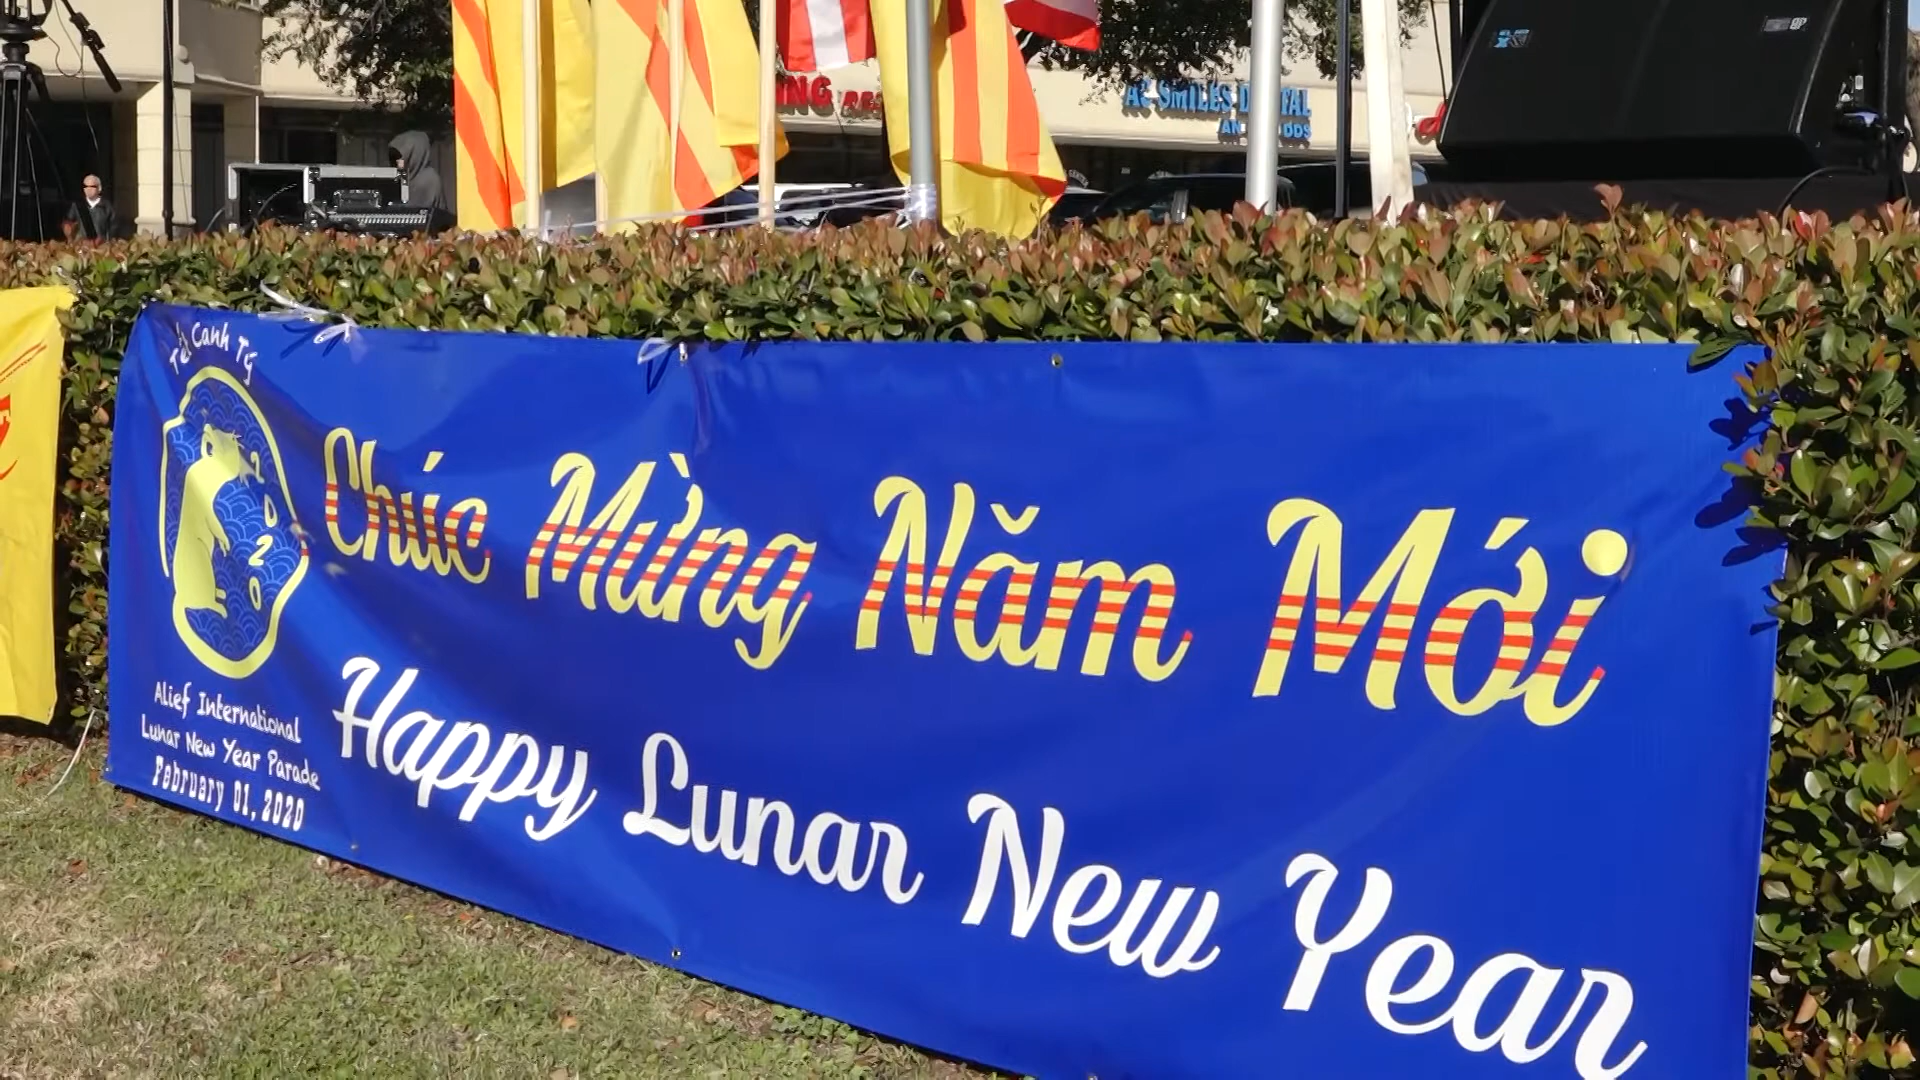 SMILES
DDS
Tết Canh Tý
2020
Chúc Mừng Năm Mới
Happy Lunar New Year
Alief International
Lunar New Year Parade
February 01, 2020